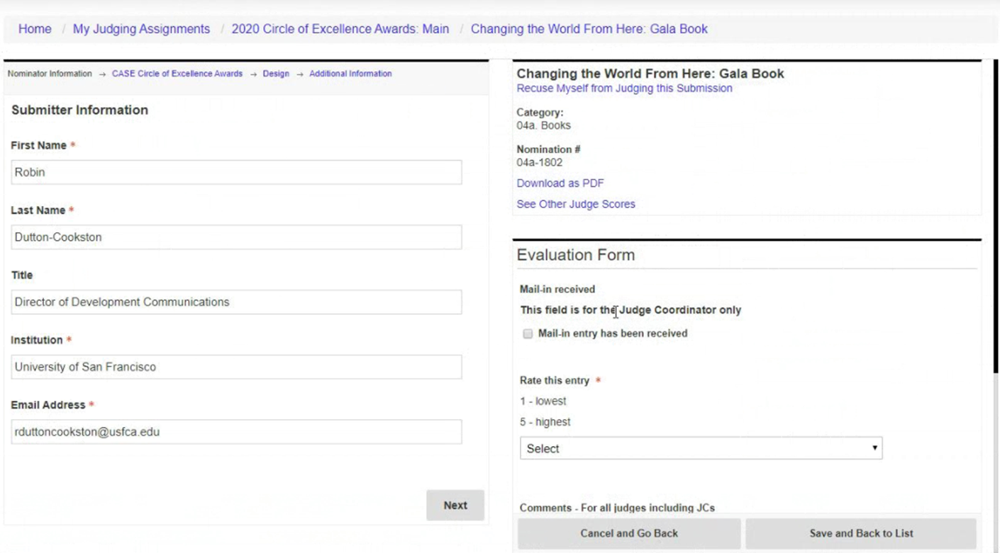 Home / My Judging Assignments / 2020 Circle of Excellence Awards: Main / Changing the World From Here: Gala Book
Nominator Information → CASE Circle of Excellence Awards → Design → Additional Information
Submitter Information
First Name *
Robin
Last Name *
Dutton-Cookston
Title
Director of Development Communications
Institution *
University of San Francisco
Email Address *
rduttoncookston@usfca.edu
Next
Changing the World From Here: Gala Book
Recuse Myself from Judging this Submission
Category:
04a. Books
Nomination #
04a-1802
Download as PDF
See Other Judge Scores
Evaluation Form
Mail-in received
This field is for the Judge Coordinator only
Mail-in entry has been received
Rate this entry *
1 - lowest
5 - highest
Select
Comments - For all judges including JCs
Cancel and Go Back
Save and Back to List